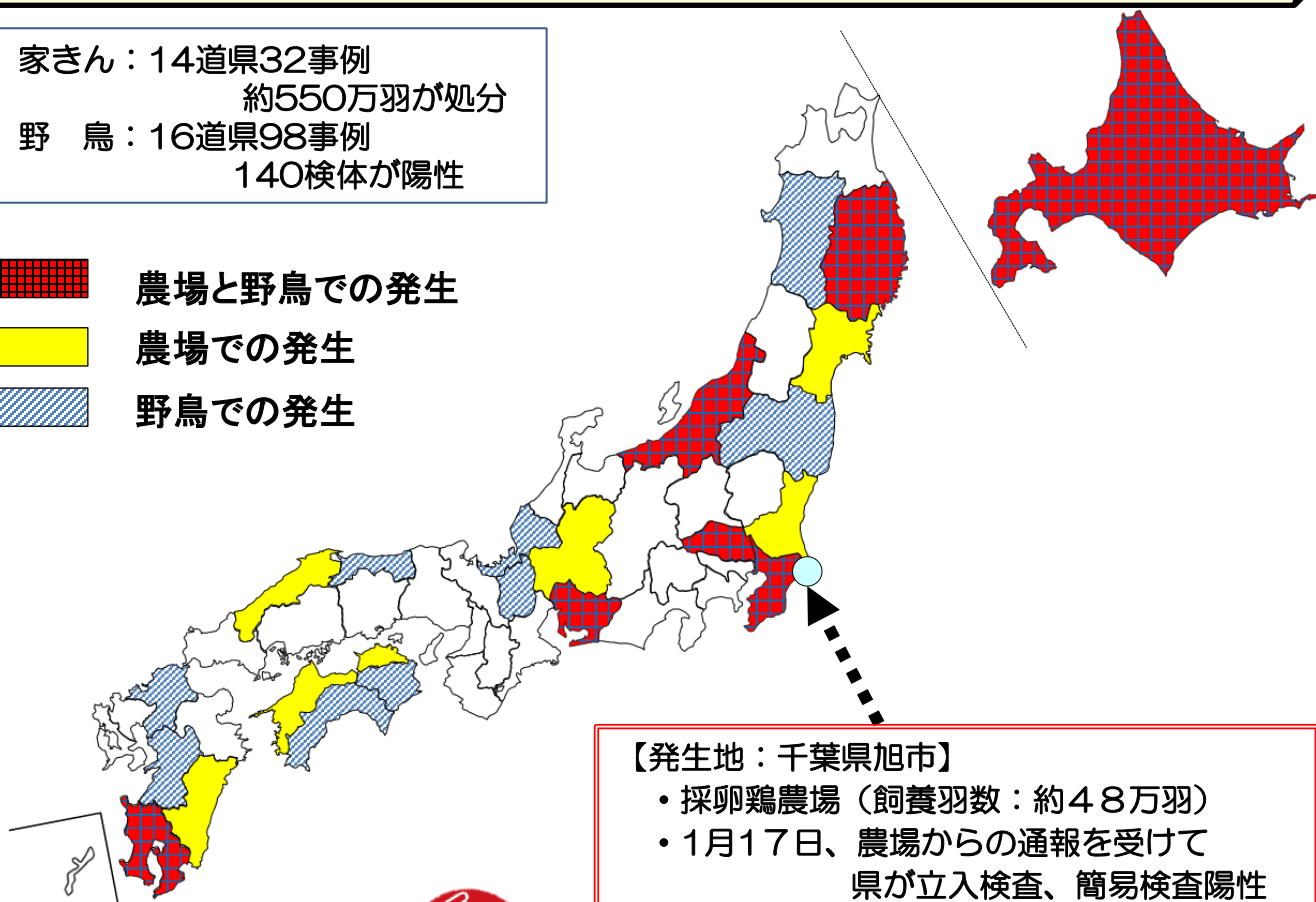 家きん：14道県32事例
約550万羽が処分
野　鳥：16道県98事例
140検体が陽性
農場と野鳥での発生
農場での発生
野鳥での発生
【発生地：千葉県旭市】
・採卵鶏農場（飼養羽数：約４８万羽）
・1月1７日、農場からの通報を受けて
県が立入検査、簡易検査陽性